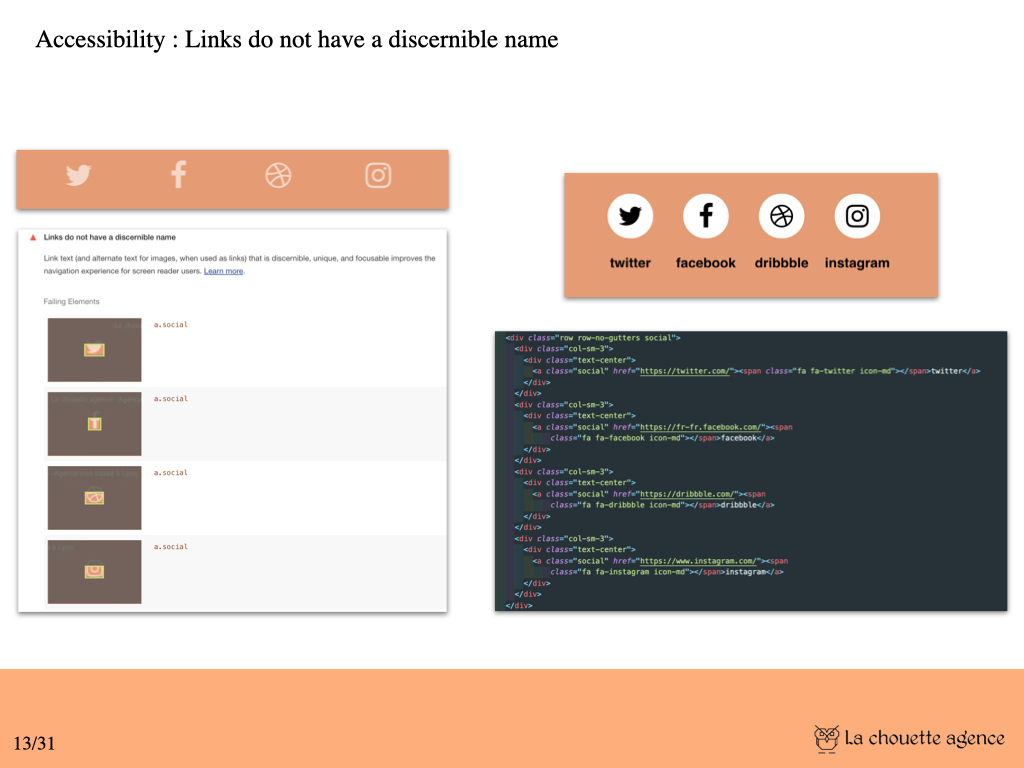 Accessibility : Links do not have a discernible name
Links do not have a discernible name
Link text (and alternate text for images, when used as links) that is discernible, unique, and focusable improves the
navigation experience for screen reader users. Learn more.
Failing Elements
a.social
a.social
a.social
a.social
twitter facebook dribbble instagram
<div class="row row-no-gutters social">
<div class="col-sm-3">
<div class="text-center">
<a class="social" href="https://twitter.com/"><span class="fa fa-twitter icon-md"></span>twitter</a>
</div>
</div>
<div class="col-sm-3">
<div class="text-center">
<a class="social" href="https://fr-fr.facebook.com/"><span
class="fa fa-facebook icon-md"></span>facebook</a>
</div>
</div>
<div class="col-sm-3">
<div class="text-center">
<a class="social" href="https://dribbble.com/"><span
class="fa fa-dribbble icon-md"></span>dribbble</a>
</div>
</div>
<div class="col-sm-3">
<div class="text-center">
<a class="social" href="https://www.instagram.com/"><span
class="fa fa-instagram icon-md"></span>instagram</a>
</div>
</div>
</div>
13/31
La chouette agence